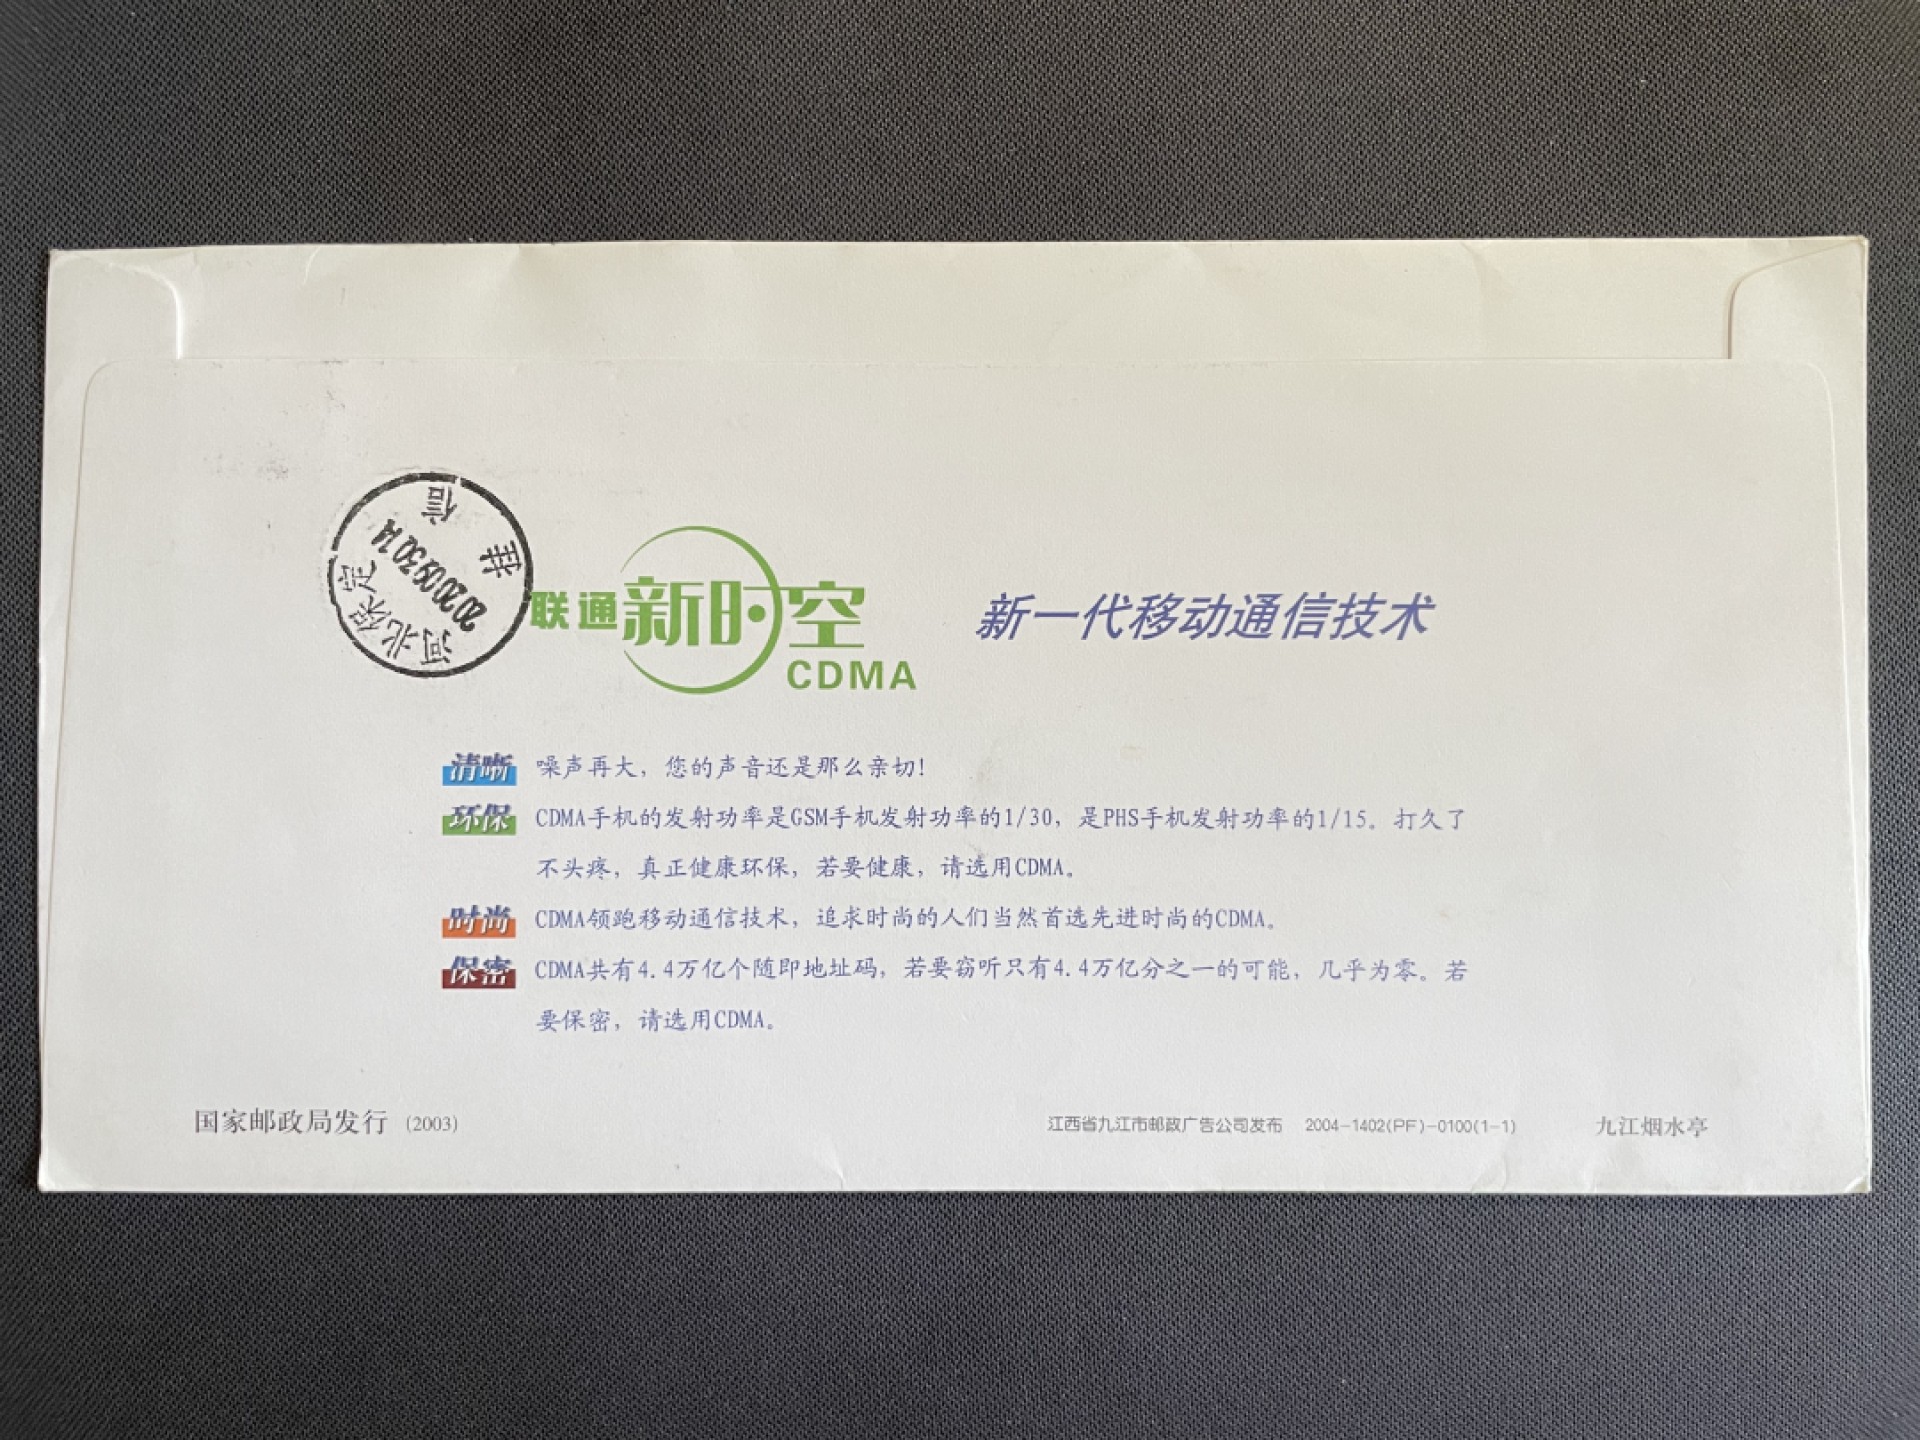 河北保定
2020.09.30.14
信群
联通新时空
CDMA
新一代移动通信技术
清晰 噪声再大，您的声音还是那么亲切！
环保 CDMA手机的发射功率是GSM手机发射功率的1/30，是PHS手机发射功率的1/15。打久了
不头疼，真正健康环保，若要健康，请选用CDMA。
时尚 CDMA领跑移动通信技术，追求时尚的人们当然首选先进时尚的CDMA。
保密 CDMA共有4.4万亿个随即地址码，若要窃听只有4.4万亿分之一的可能，几乎为零。若
要保密，请选用CDMA。
国家邮政局发行 (2003)
江西省九江市邮政广告公司发布 2004-1402(PF)-0100(1-1)
九江烟水亭